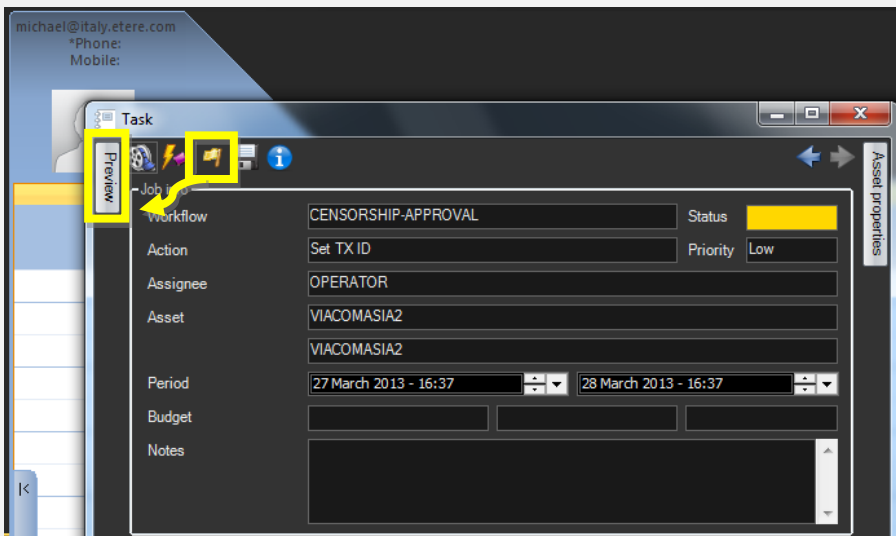 michael@italy.etere.com
*Phone:
Mobile:
Task
Preview
Asset properties
Job info
Workflow CENSORSHIP-APPROVAL Status
Action Set TX ID Priority Low
Assignee OPERATOR
Asset VIACOMASIA2
VIACOMASIA2
Period 27 March 2013 - 16:37 28 March 2013 - 16:37
Budget
Notes